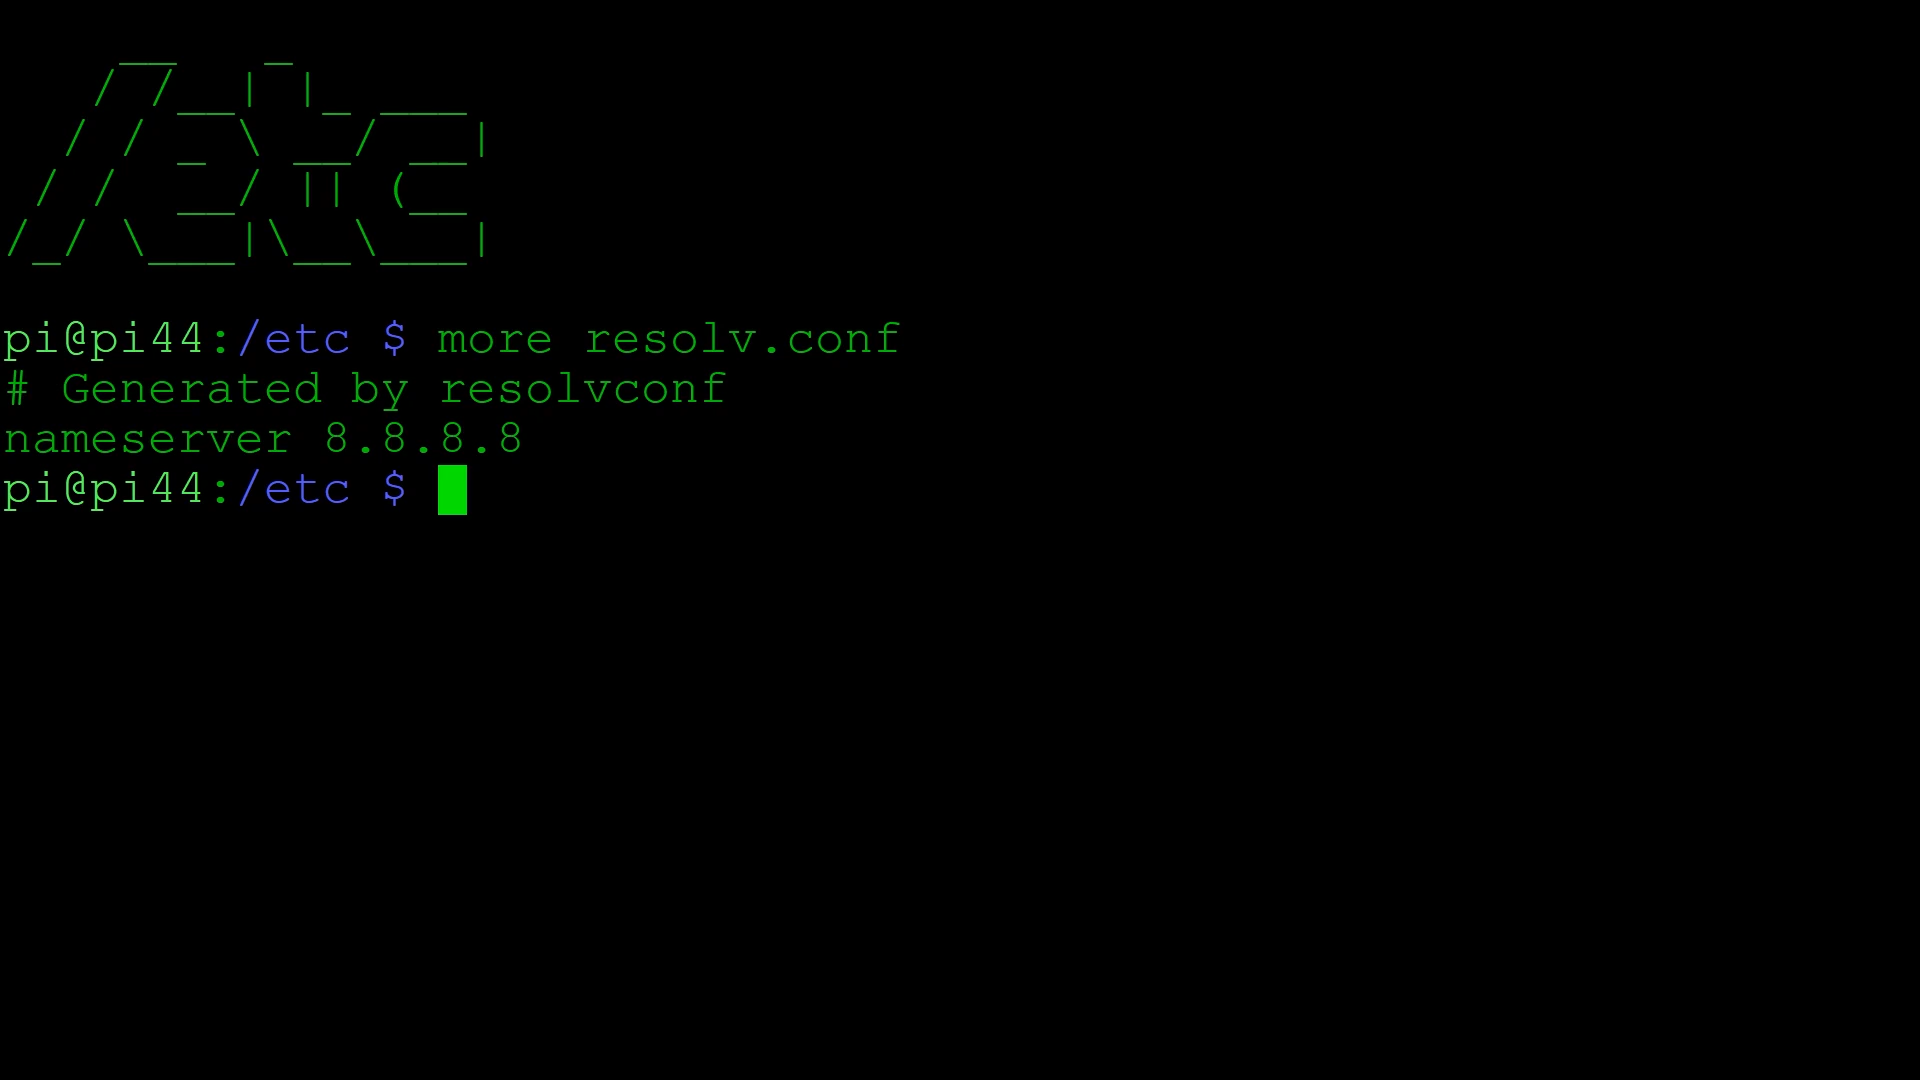 /etc
pi@pi44:/etc $ more resolv.conf
# Generated by resolvconf
nameserver 8.8.8.8
pi@pi44:/etc $